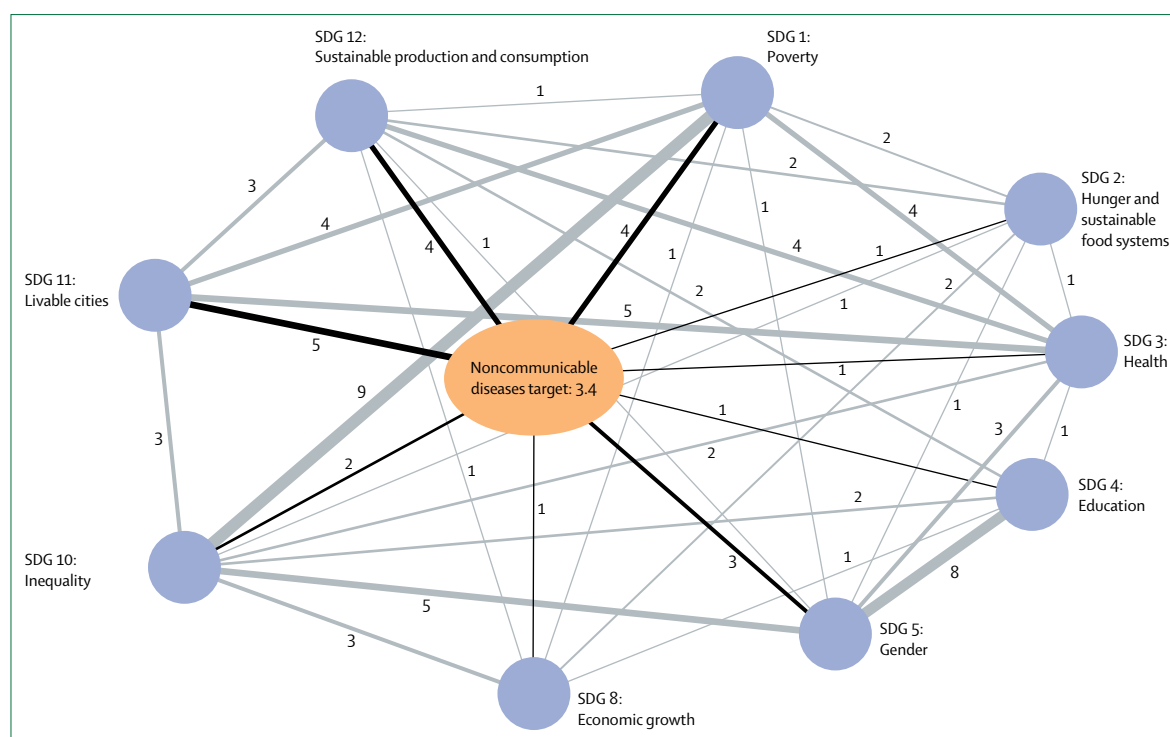 SDG 12:
Sustainable production and consumption
SDG 1:
Poverty
1
2
2
SDG 2:
Hunger and
sustainable
food systems
3
4
4
4
4
1
1
1
4
1
1
2
1
2
1
SDG 11:
Livable cities
5
5
SDG 3:
Health
Noncommunicable
diseases target: 3.4
1
9
1
1
3
1
3
2
2
1
2
SDG 4:
Education
SDG 10:
Inequality
1
3
1
8
5
3
SDG 5:
Gender
SDG 8:
Economic growth